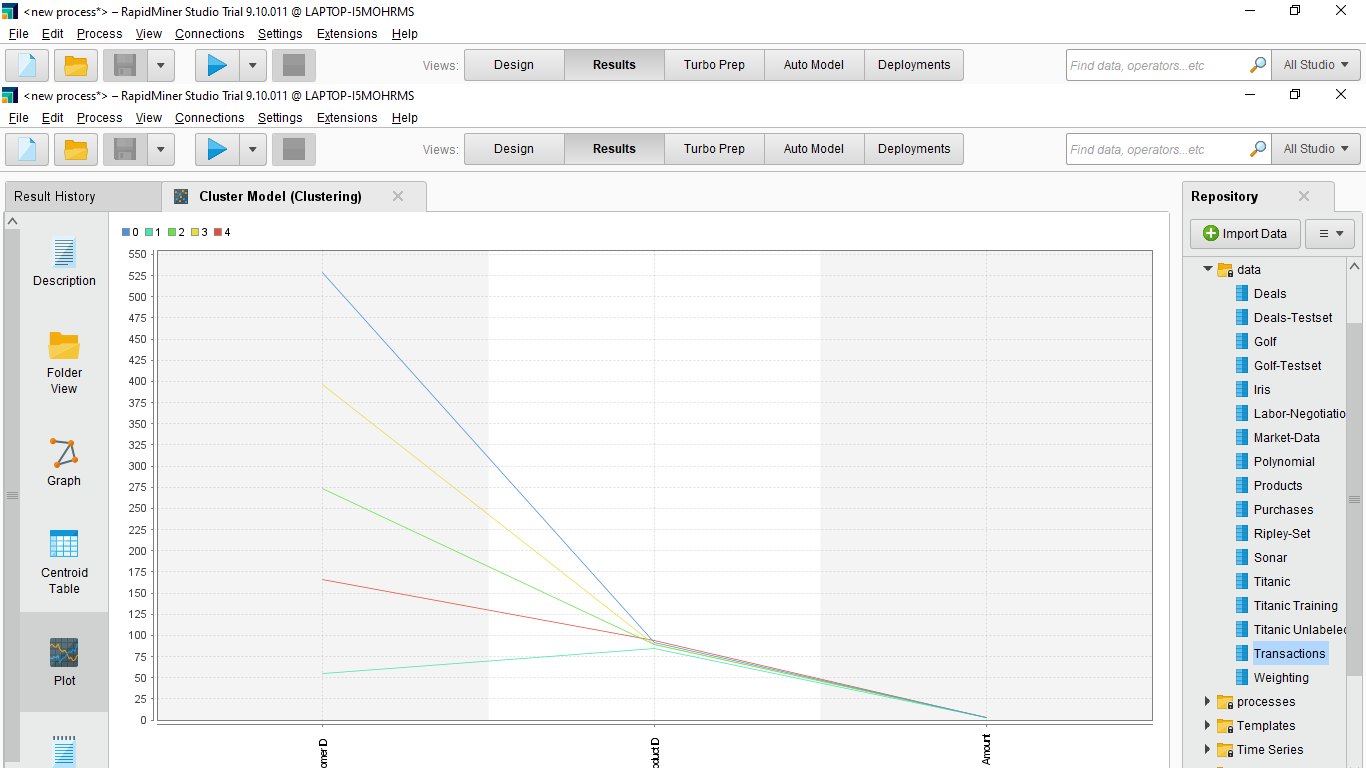 <new process*> – RapidMiner Studio Trial 9.10.011 @ LAPTOP-I5MOHRMS
File Edit Process View Connections Settings Extensions Help
Views: Design Results Turbo Prep Auto Model Deployments Find data, operators...etc All Studio
<new process*> – RapidMiner Studio Trial 9.10.011 @ LAPTOP-I5MOHRMS
File Edit Process View Connections Settings Extensions Help
Views: Design Results Turbo Prep Auto Model Deployments Find data, operators...etc All Studio
Result History
Cluster Model (Clustering)
Description
Folder
View
Graph
Centroid
Table
Plot
0 1 2 3 4
550
525
500
475
450
425
400
375
350
325
300
275
250
225
200
175
150
125
100
75
50
25
0
omerID
oductID
Amount
Repository
Import Data
data
Deals
Deals-Testset
Golf
Golf-Testset
Iris
Labor-Negotiatio
Market-Data
Polynomial
Products
Purchases
Ripley-Set
Sonar
Titanic
Titanic Training
Titanic Unlabeled
Transactions
Weighting
processes
Templates
Time Series